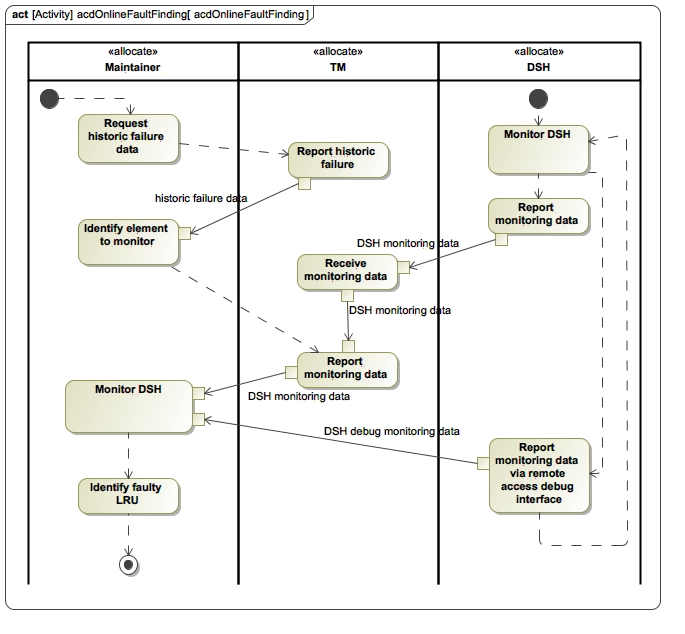 act [Activity] acdOnlineFaultFinding[ acdOnlineFaultFinding]
«allocate»
Maintainer
«allocate»
TM
«allocate»
DSH
Request
historic failure
data
Report historic
failure
Monitor DSH
historic failure data
Report
monitoring data
Identify element
to monitor
DSH monitoring data
Receive
monitoring data
DSH monitoring data
Report
monitoring data
Monitor DSH
DSH monitoring data
DSH debug monitoring data
Report
monitoring data
via remote
access debug
interface
Identify faulty
LRU